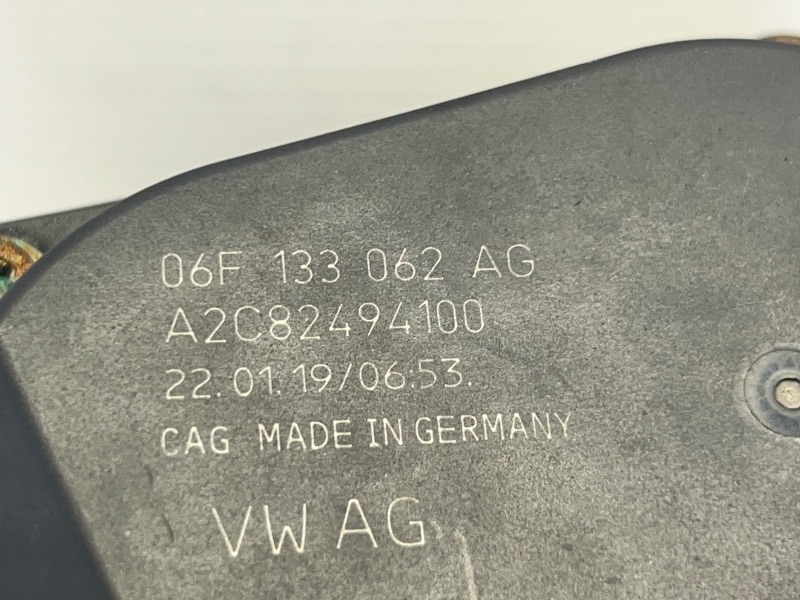 06F 133 062 AG
A2C82494100
22.01.19/06:53.
CAG MADE IN GERMANY
VW AG